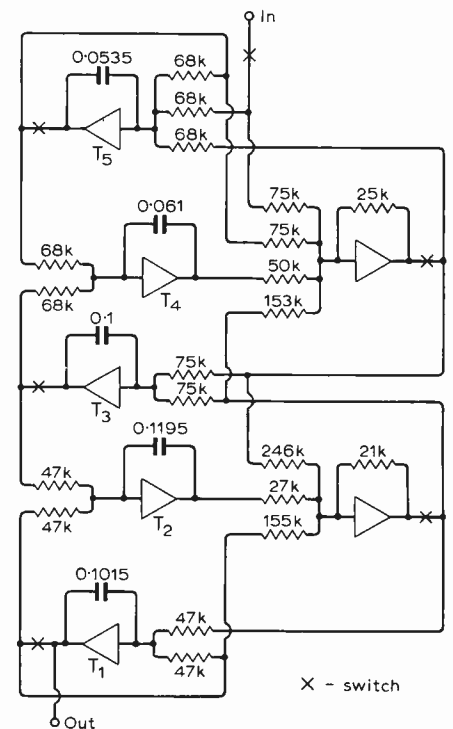 In
0·0535
68k
68k
68k
T5
75k
25k
0·061
75k
68k
50k
T4
68k
153k
0·1
75k
75k
T3
0·1195
246k
21k
47k
27k
47k
T2
155k
0·1015
47k
T1
47k
X - switch
Out